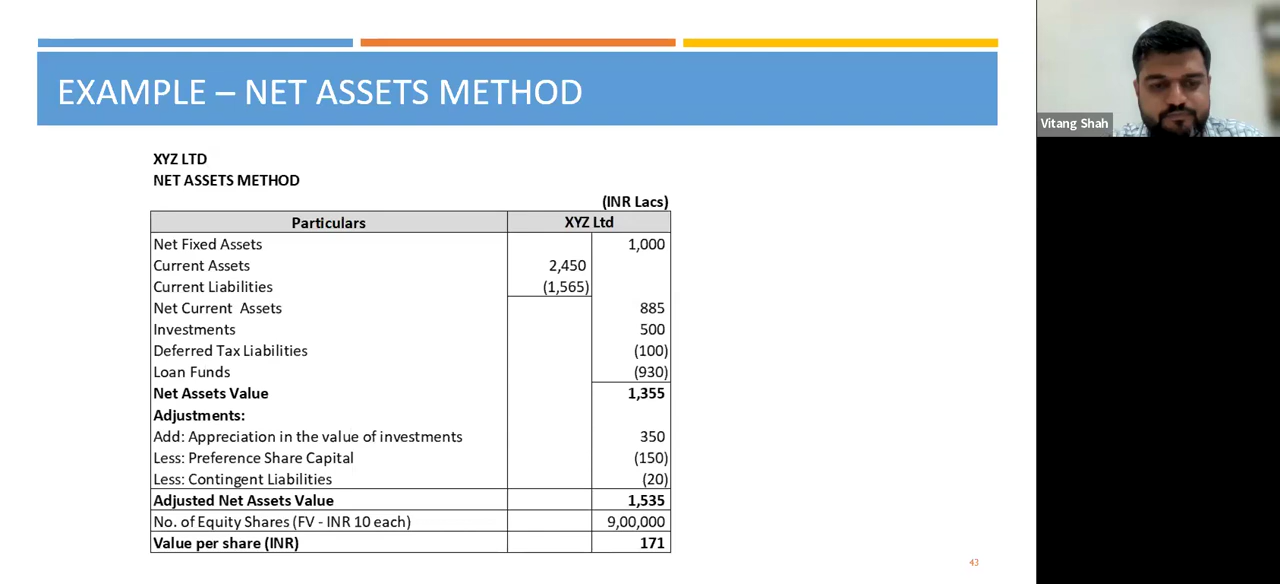 EXAMPLE – NET ASSETS METHOD
Vitang Shah
XYZ LTD
NET ASSETS METHOD
(INR Lacs)
Particulars XYZ Ltd
Net Fixed Assets 1,000
Current Assets 2,450
Current Liabilities (1,565)
Net Current Assets 885
Investments 500
Deferred Tax Liabilities (100)
Loan Funds (930)
Net Assets Value 1,355
Adjustments:
Add: Appreciation in the value of investments 350
Less: Preference Share Capital (150)
Less: Contingent Liabilities (20)
Adjusted Net Assets Value 1,535
No. of Equity Shares (FV - INR 10 each) 9,00,000
Value per share (INR) 171
43